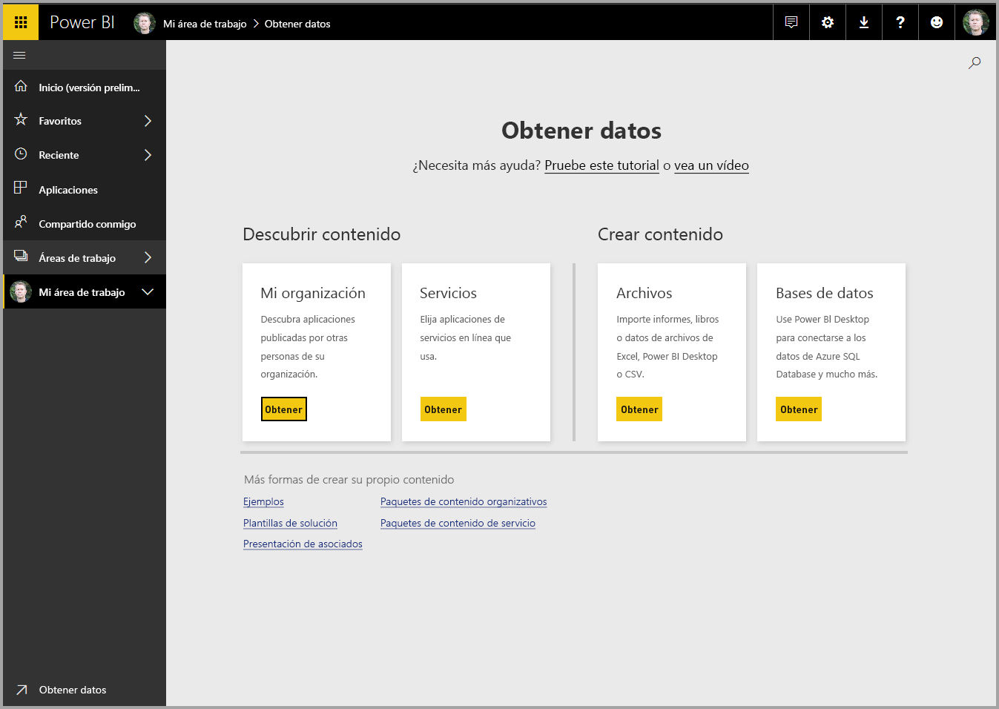 Power BI
Mi área de trabajo > Obtener datos
Inicio (versión prelim...
Favoritos
Reciente
Aplicaciones
Compartido conmigo
Áreas de trabajo
Mi área de trabajo
Obtener datos
Obtener datos
¿Necesita más ayuda? Pruebe este tutorial o vea un vídeo
Descubrir contenido
Mi organización
Descubra aplicaciones
publicadas por otras
personas de su
organización.
Obtener
Servicios
Elija aplicaciones de
servicios en línea que
usa.
Obtener
Crear contenido
Archivos
Importe informes, libros
o datos de archivos de
Excel, Power BI Desktop
o CSV.
Obtener
Bases de datos
Use Power BI Desktop
para conectarse a los
datos de Azure SQL
Database y mucho más.
Obtener
Más formas de crear su propio contenido
Ejemplos
Plantillas de solución
Presentación de asociados
Paquetes de contenido organizativos
Paquetes de contenido de servicio